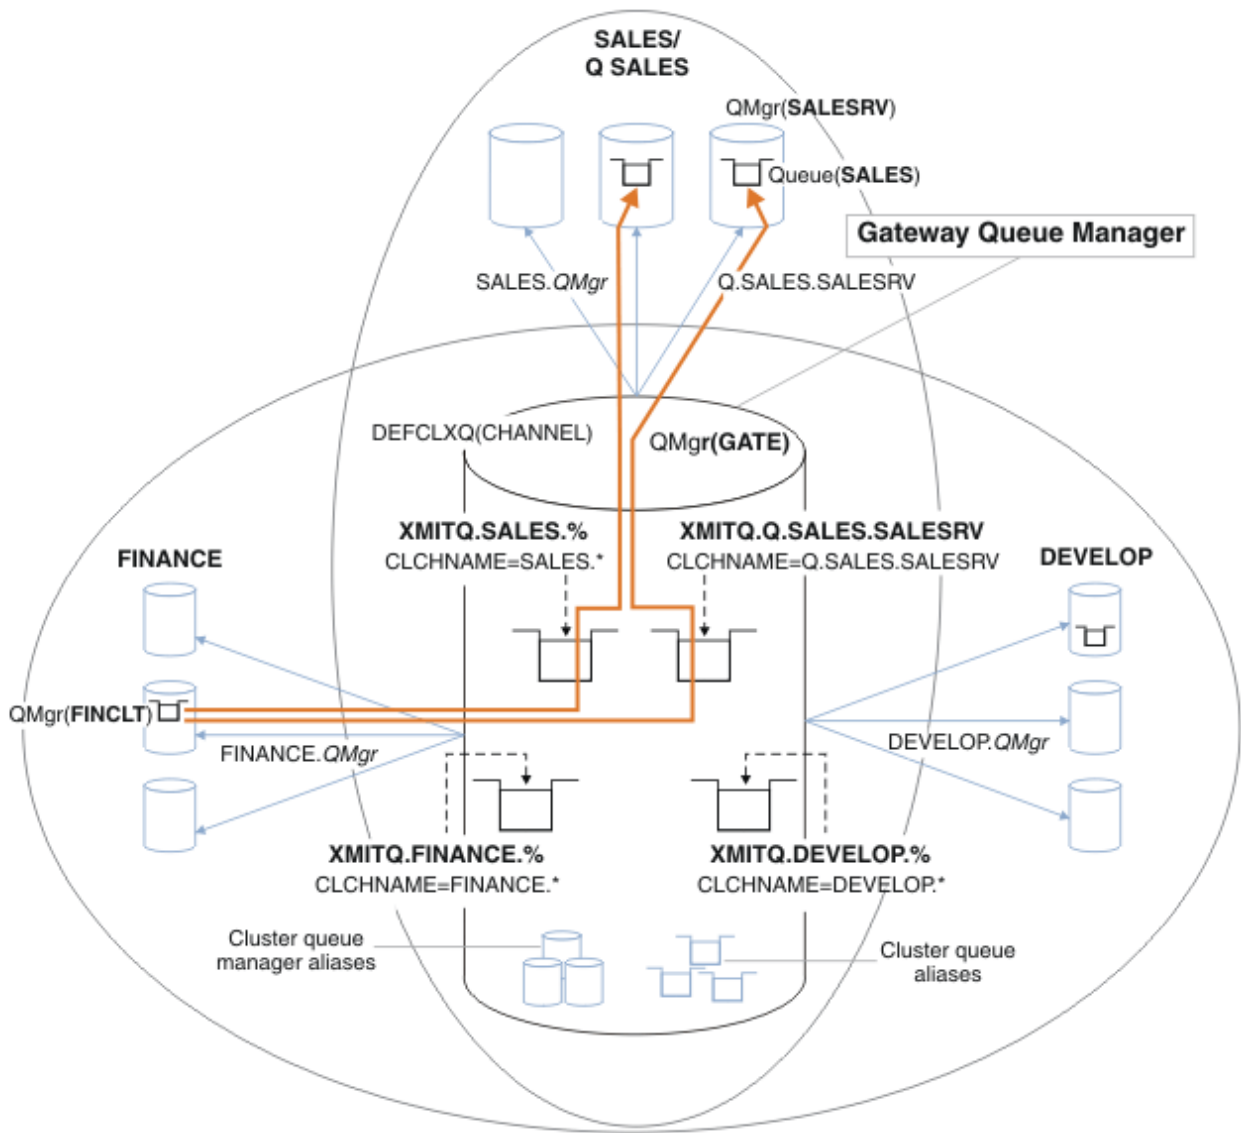 SALES/
Q SALES
QMgr(SALESRV)
Queue(SALES)
Gateway Queue Manager
SALES.QMgr
Q.SALES.SALESRV
DEFCLXQ(CHANNEL)
QMgr(GATE)
XMITQ.SALES.%
CLCHNAME=SALES.*
XMITQ.Q.SALES.SALESRV
CLCHNAME=Q.SALES.SALESRV
FINANCE
DEVELOP
QMgr(FINCLT)
FINANCE.QMgr
DEVELOP.QMgr
XMITQ.FINANCE.%
CLCHNAME=FINANCE.*
XMITQ.DEVELOP.%
CLCHNAME=DEVELOP.*
Cluster queue
manager aliases
Cluster queue
aliases